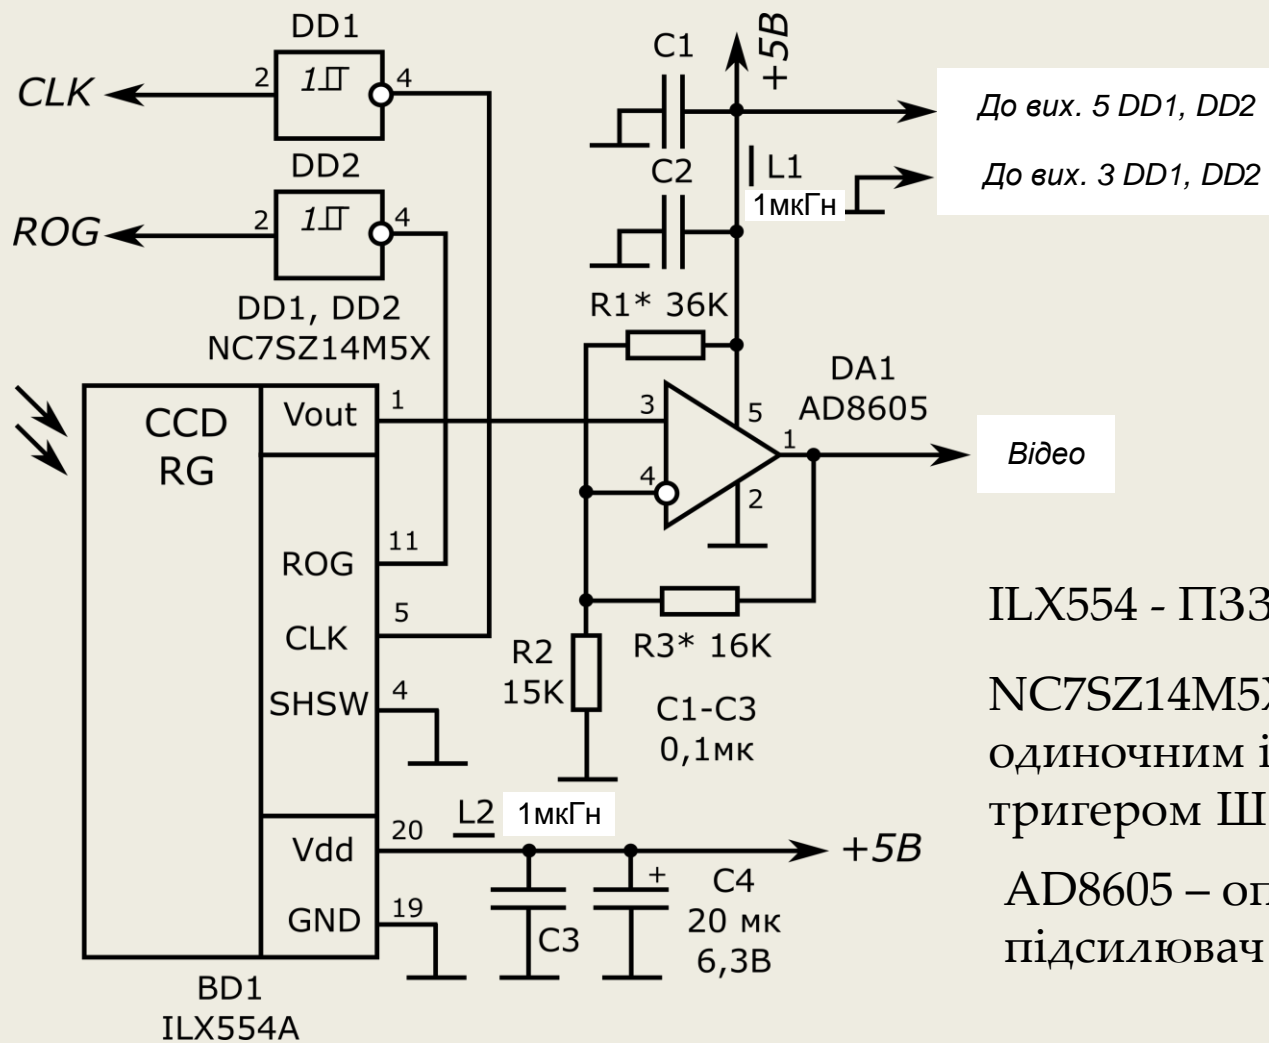 DD1
CLK
2
1
4
DD2
ROG
2
1
4
DD1, DD2
NC7SZ14M5X
C1
+5В
До вих. 5 DD1, DD2
C2
L1
1мкГн
До вих. 3 DD1, DD2
R1* 36K
DA1
AD8605
3
5
4
1
2
Відео
CCD
RG
Vout
1
ROG
11
CLK
5
SHSW
4
Vdd
20
GND
19
BD1
ILX554A
R2
15K
R3* 16K
C1-C3
0,1мк
L2
1мкГн
+5В
C3
+
C4
20 мк
6,3В
ILX554 - ПЗЗ
NC7SZ14M5X
одиночним і
тригером Ш
AD8605 – оп
підсилювач